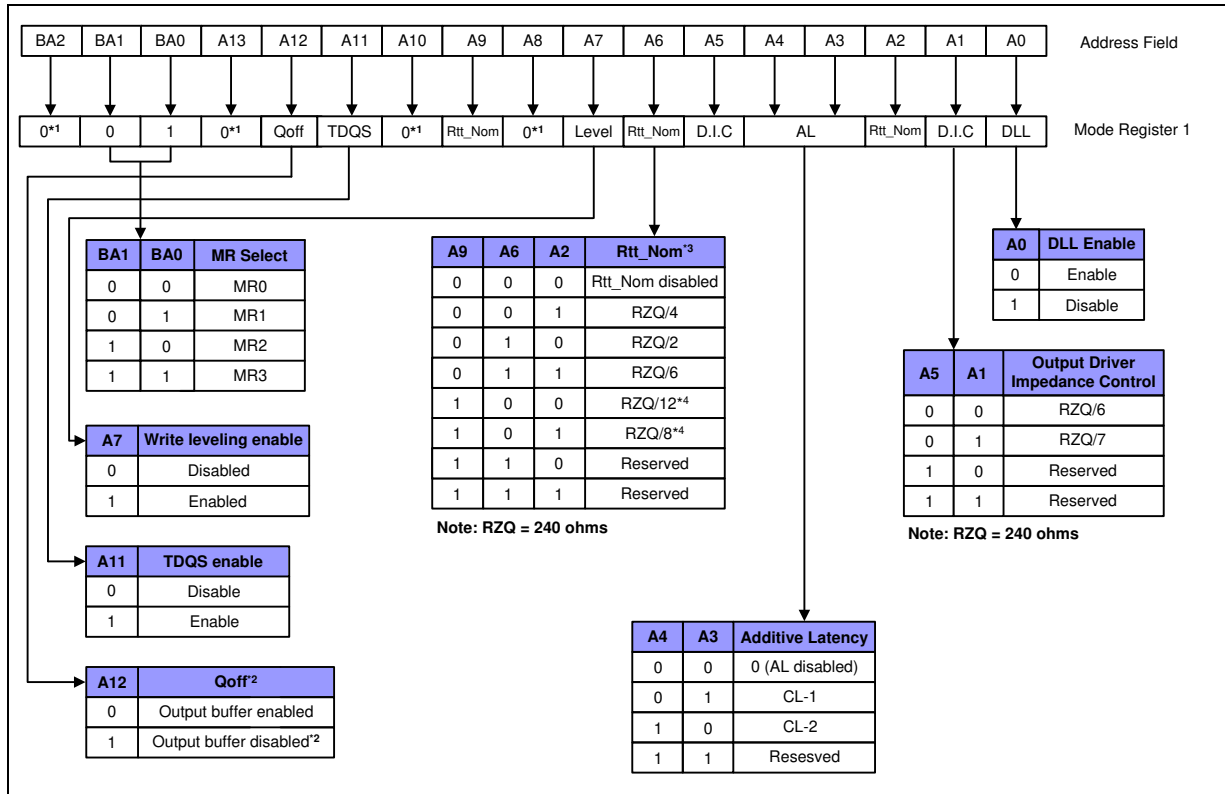 BA2 BA1 BA0 A13 A12 A11 A10 A9 A8 A7 A6 A5 A4 A3 A2 A1 A0 Address Field
0*1 0 1 0*1 Qoff TDQS 0*1 Rtt_Nom 0*1 Level Rtt_Nom D.I.C AL Rtt_Nom D.I.C DLL Mode Register 1
BA1 BA0 MR Select
0 0 MR0
0 1 MR1
1 0 MR2
1 1 MR3
A7 Write leveling enable
0 Disabled
1 Enabled
A11 TDQS enable
0 Disable
1 Enable
A12 Qoff*2
0 Output buffer enabled
1 Output buffer disabled*2
A9 A6 A2 Rtt_Nom*3
0 0 0 Rtt_Nom disabled
0 0 1 RZQ/4
0 1 0 RZQ/2
0 1 1 RZQ/6
1 0 0 RZQ/12*4
1 0 1 RZQ/8*4
1 1 0 Reserved
1 1 1 Reserved
Note: RZQ = 240 ohms
A4 A3 Additive Latency
0 0 0 (AL disabled)
0 1 CL-1
1 0 CL-2
1 1 Resesved
A0 DLL Enable
0 Enable
1 Disable
A5 A1 Output Driver
Impedance Control
0 0 RZQ/6
0 1 RZQ/7
1 0 Reserved
1 1 Reserved
Note: RZQ = 240 ohms